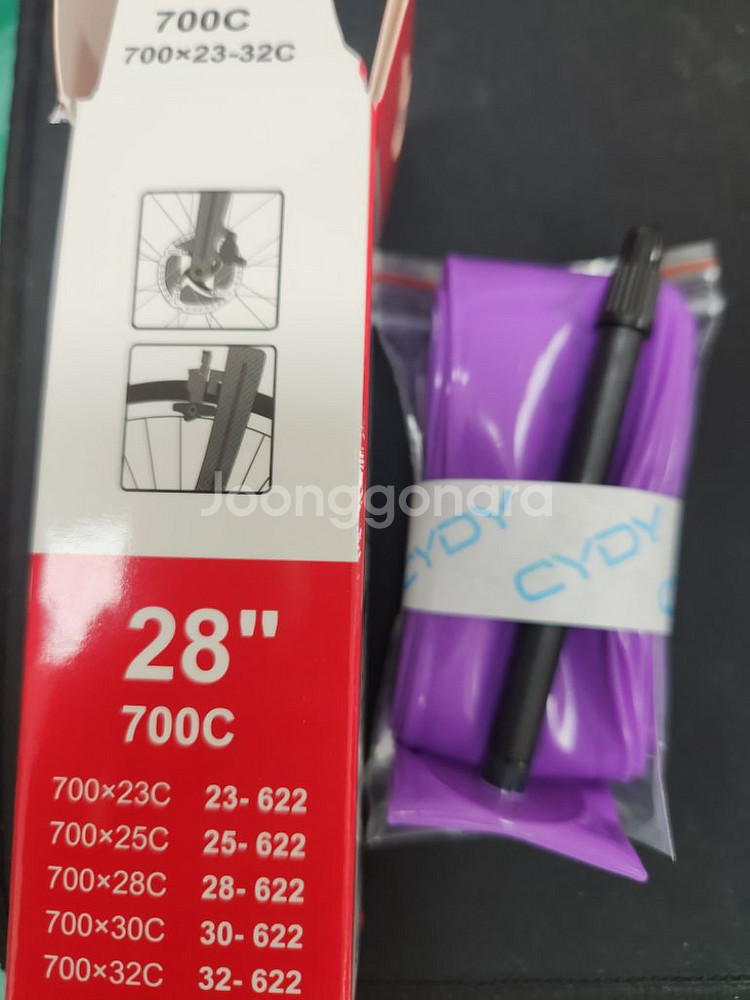 700C
700×23-32C
Joonggonara
CYDY
CYDY
28"
700C
700×23C 23- 622
700×25C 25- 622
700×28C 28- 622
700×30C 30- 622
700×32C 32- 622